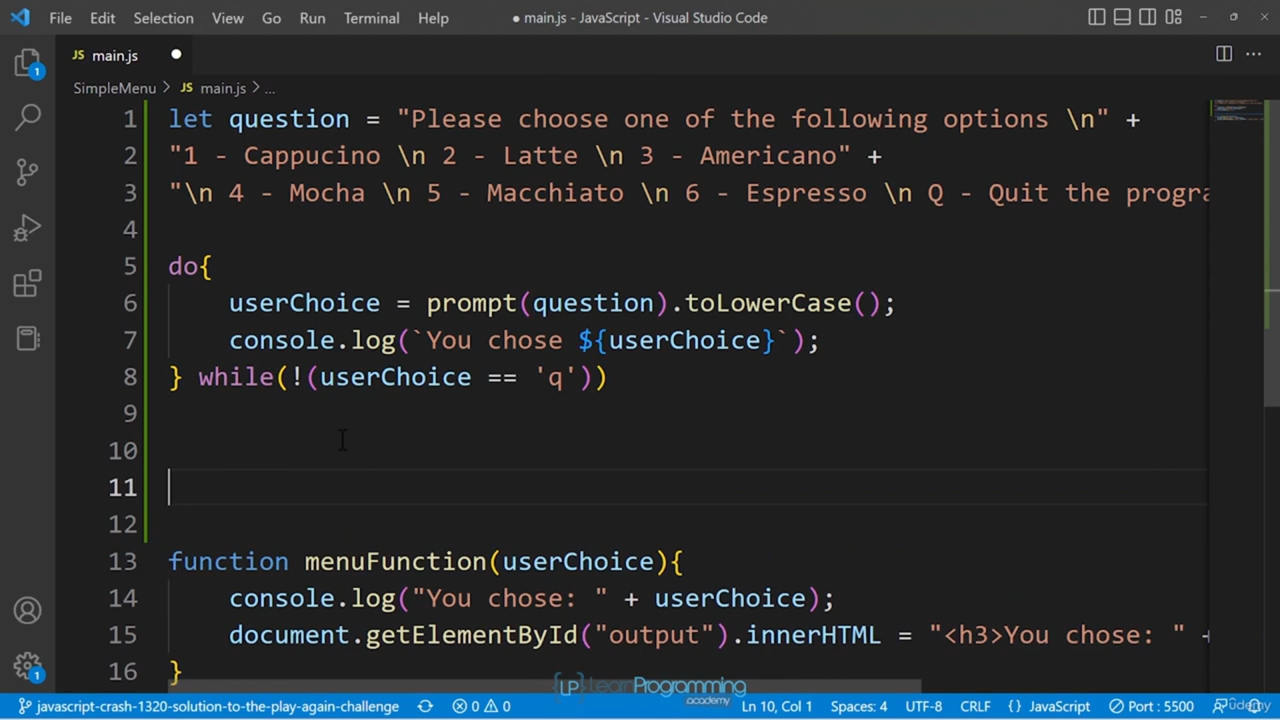 File Edit Selection View Go Run Terminal Help ● main.js - JavaScript - Visual Studio Code
JS main.js ●
1
SimpleMenu > JS main.js > ...
1 let question = "Please choose one of the following options \n" +
2 "1 - Cappucino \n 2 - Latte \n 3 - Americano" +
3 "\n 4 - Mocha \n 5 - Macchiato \n 6 - Espresso \n Q - Quit the progra
4
5 do{
6 userChoice = prompt(question).toLowerCase();
7 console.log(`You chose ${userChoice}`);
8 } while(!(userChoice == 'q'))
9
10
11
12
13 function menuFunction(userChoice){
14 console.log("You chose: " + userChoice);
15 document.getElementById("output").innerHTML = "<h3>You chose: " +
16 }
LP LearnProgramming
academy
1
javascript-crash-1320-solution-to-the-play-again-challenge 0 0 Ln 10, Col 1 Spaces: 4 UTF-8 CRLF {} JavaScript Port : 5500
ûdemy